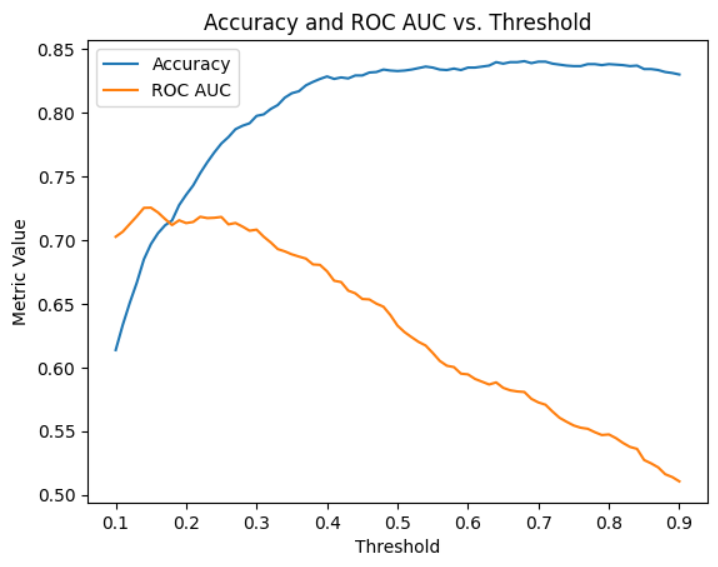 Accuracy and ROC AUC vs. Threshold
Accuracy
ROC AUC
0.85
0.80
0.75
0.70
0.65
0.60
0.55
0.50
Metric Value
0.1 0.2 0.3 0.4 0.5 0.6 0.7 0.8 0.9
Threshold